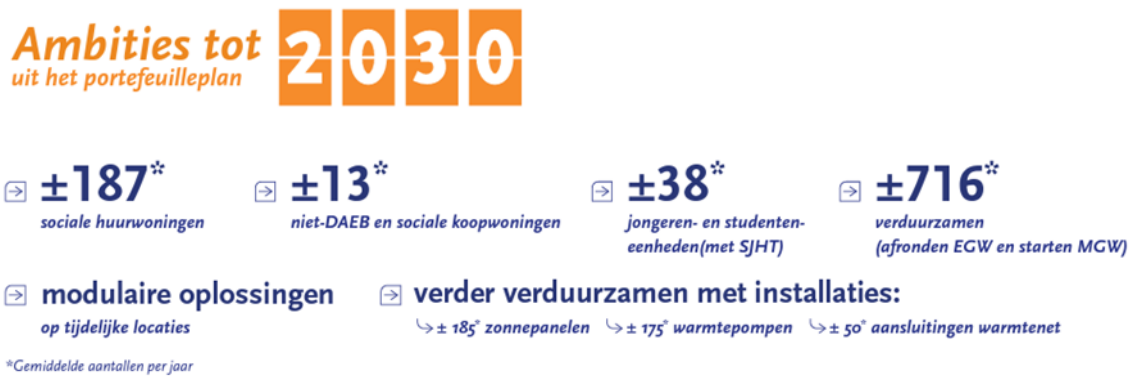 Ambities tot 2030
uit het portefeuilleplan
±187* ±13* ±38* ±716*
sociale huurwoningen niet-DAEB en sociale koopwoningen jongeren- en studenten- verduurzamen
eenheden(met SJHT) (afronden EGW en starten MGW)
modulaire oplossingen verder verduurzamen met installaties:
op tijdelijke locaties ± 185* zonnepanelen ± 175* warmtepompen ± 50* aansluitingen warmtenet
*Gemiddelde aantallen per jaar